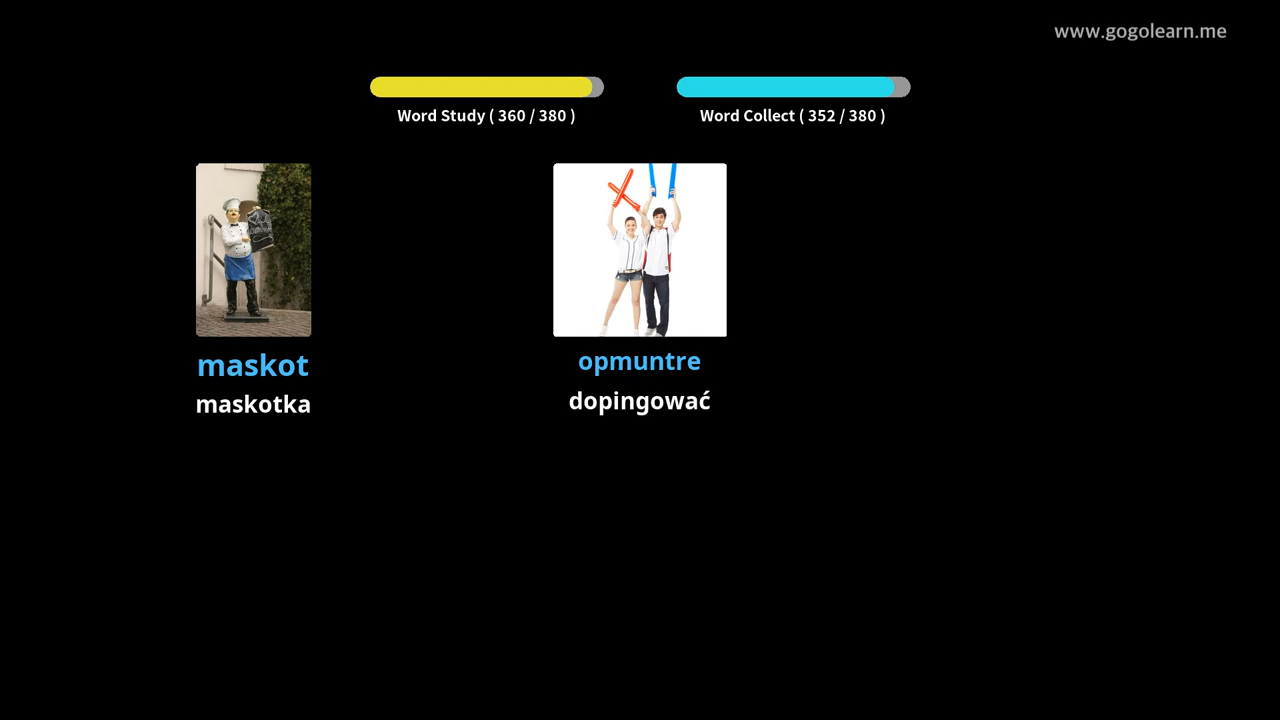 www.gogolearn.me
Word Study ( 360 / 380 )
Word Collect ( 352 / 380 )
maskot
maskotka
opmuntre
dopingować